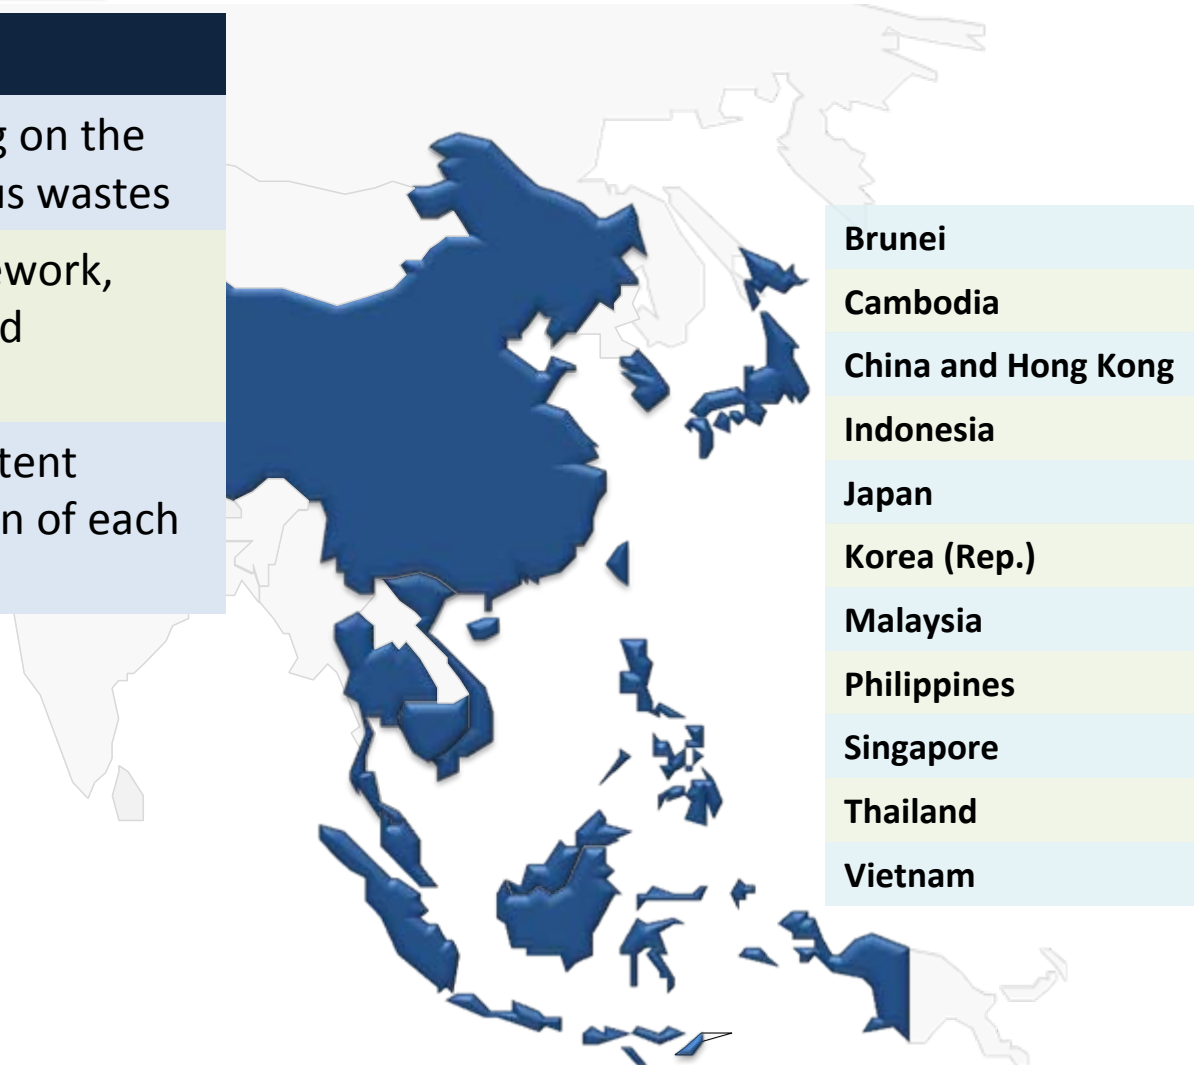 g on the
us wastes
ework,
d
tent
n of each
Brunei
Cambodia
China and Hong Kong
Indonesia
Japan
Korea (Rep.)
Malaysia
Philippines
Singapore
Thailand
Vietnam